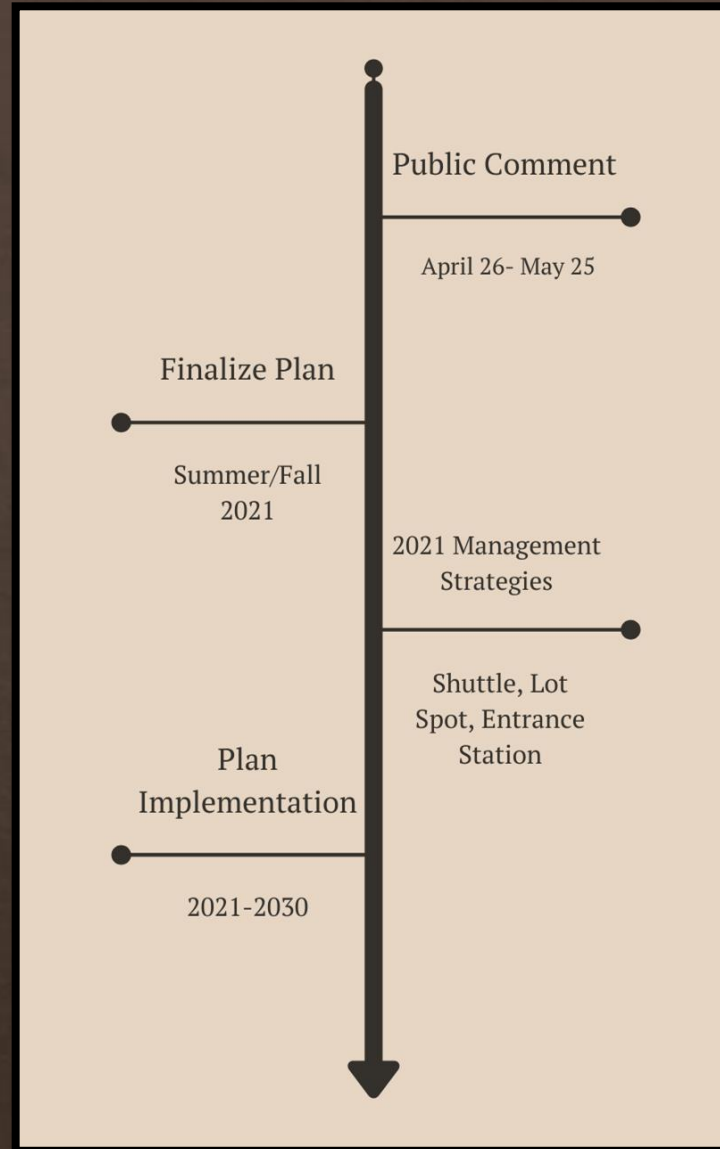 Public Comment
April 26- May 25
Finalize Plan
Summer/Fall
2021
2021 Management
Strategies
Shuttle, Lot
Spot, Entrance
Station
Plan
Implementation
2021-2030